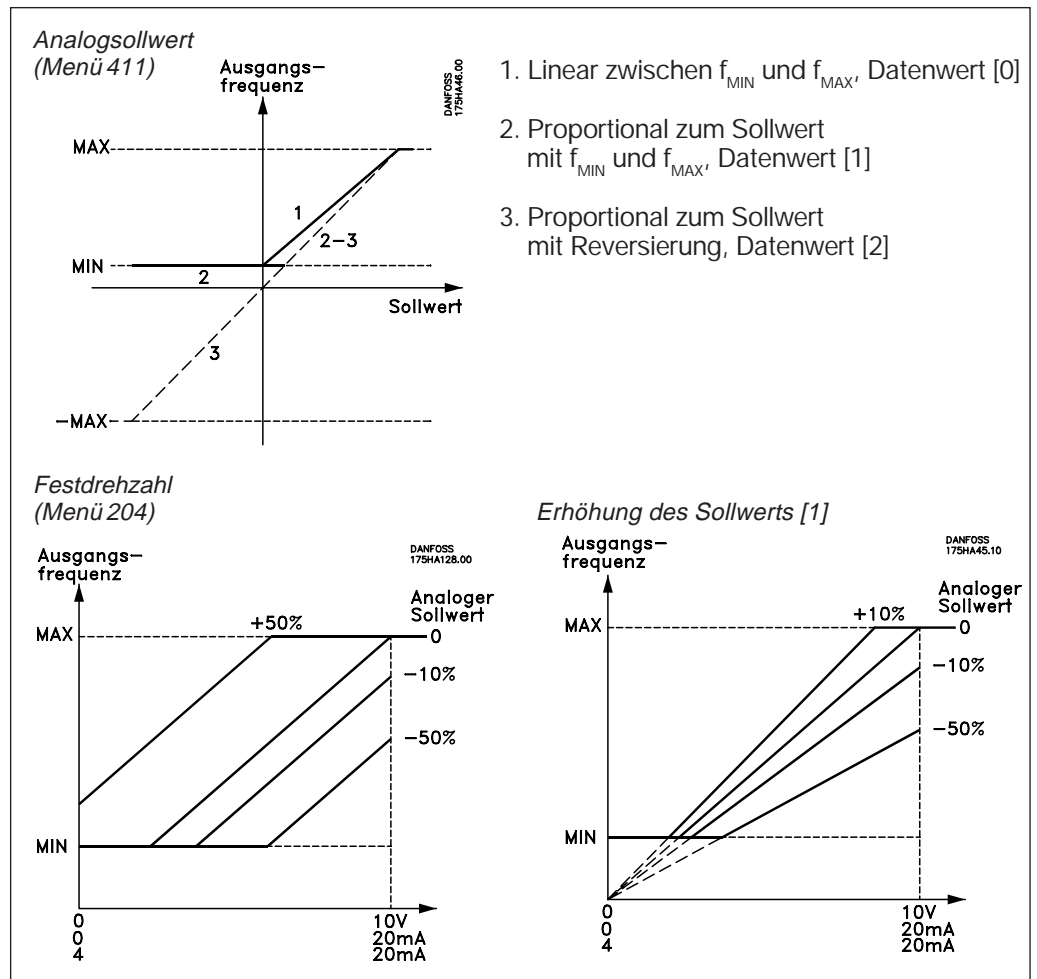 Analogsollwert
(Menü 411)
Ausgangs–
frequenz
DANFOSS
175HA46.00
MAX
1
2–3
MIN
2
Sollwert
3
–MAX
1. Linear zwischen fMIN und fMAX, Datenwert [0]
2. Proportional zum Sollwert
mit fMIN und fMAX, Datenwert [1]
3. Proportional zum Sollwert
mit Reversierung, Datenwert [2]
Festdrehzahl
(Menü 204)
Ausgangs–
frequenz
DANFOSS
175HA128.00
Analoger
Sollwert
+50%
MAX
0
–10%
–50%
MIN
0
0
4
10V
20mA
20mA
Erhöhung des Sollwerts [1]
Ausgangs–
frequenz
DANFOSS
175HA45.10
Analoger
Sollwert
+10%
MAX
0
–10%
–50%
MIN
0
0
4
10V
20mA
20mA